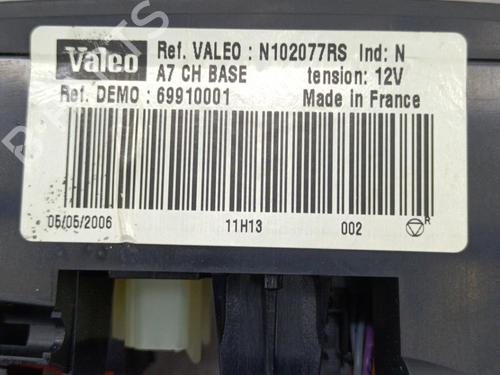 Valeo
Ref. VALEO : N102077RS Ind: N
A7 CH BASE tension: 12V
Ref. DEMO : 69910001 Made in France
05/05/2006 11H13 002 R